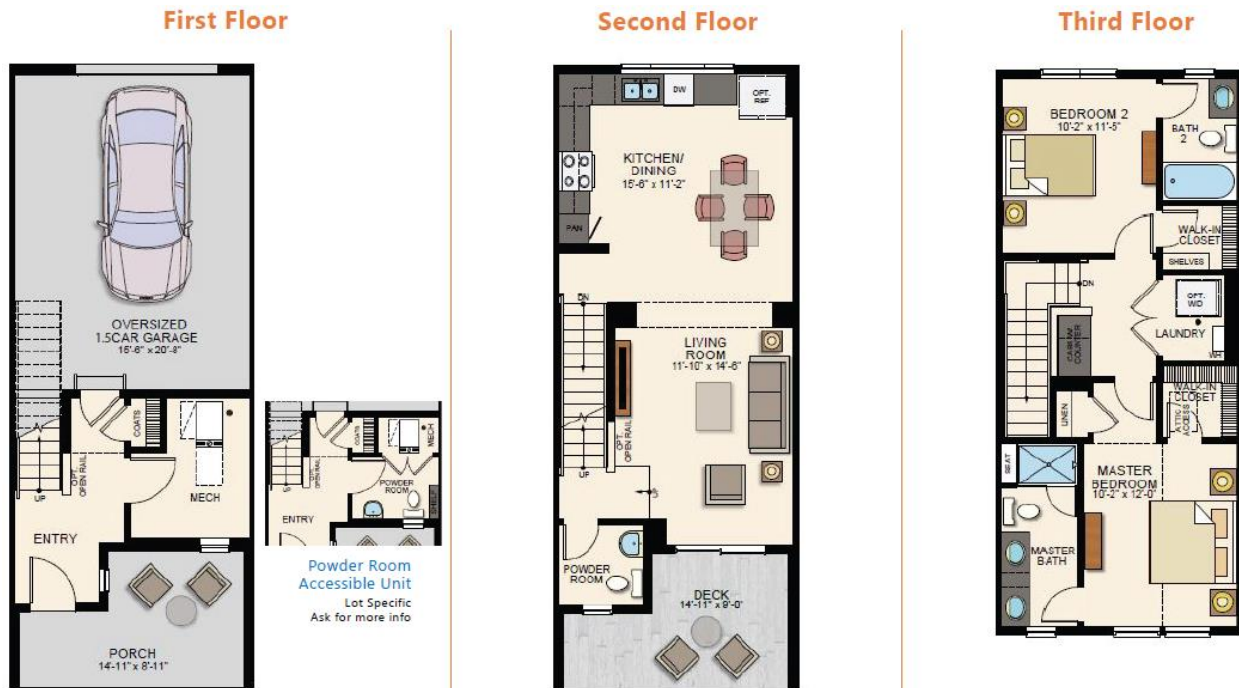 First Floor
OVERSIZED
1.5CAR GARAGE
15'-6" x 20'-8"
COATS
UP
OPT.
OPEN RAIL
MECH
ENTRY
PORCH
14'-11" x 8'-11"
COATS
MECH
OPT.
OPEN RAIL
UP
POWDER
ROOM
SHELF
ENTRY
Powder Room
Accessible Unit
Lot Specific
Ask for more info
Second Floor
DW
OPT.
REF
KITCHEN/
DINING
15'-6" x 11'-2"
PAN
DN
LIVING
ROOM
11'-10" x 14'-6"
OPT.
OPEN RAIL
UP
UP
POWDER
ROOM
DECK
14'-11" x 9'-0"
Third Floor
BEDROOM 2
10'-2" x 11'-5"
BATH
2
WALK-IN
CLOSET
SHELVES
DN
OPT.
WD
LAUNDRY
WH
COUNTER
WALK-IN
CLOSET
ATTIC
ACCESS
LINEN
SEAT
MASTER
BEDROOM
10'-2" x 12'-0"
MASTER
BATH